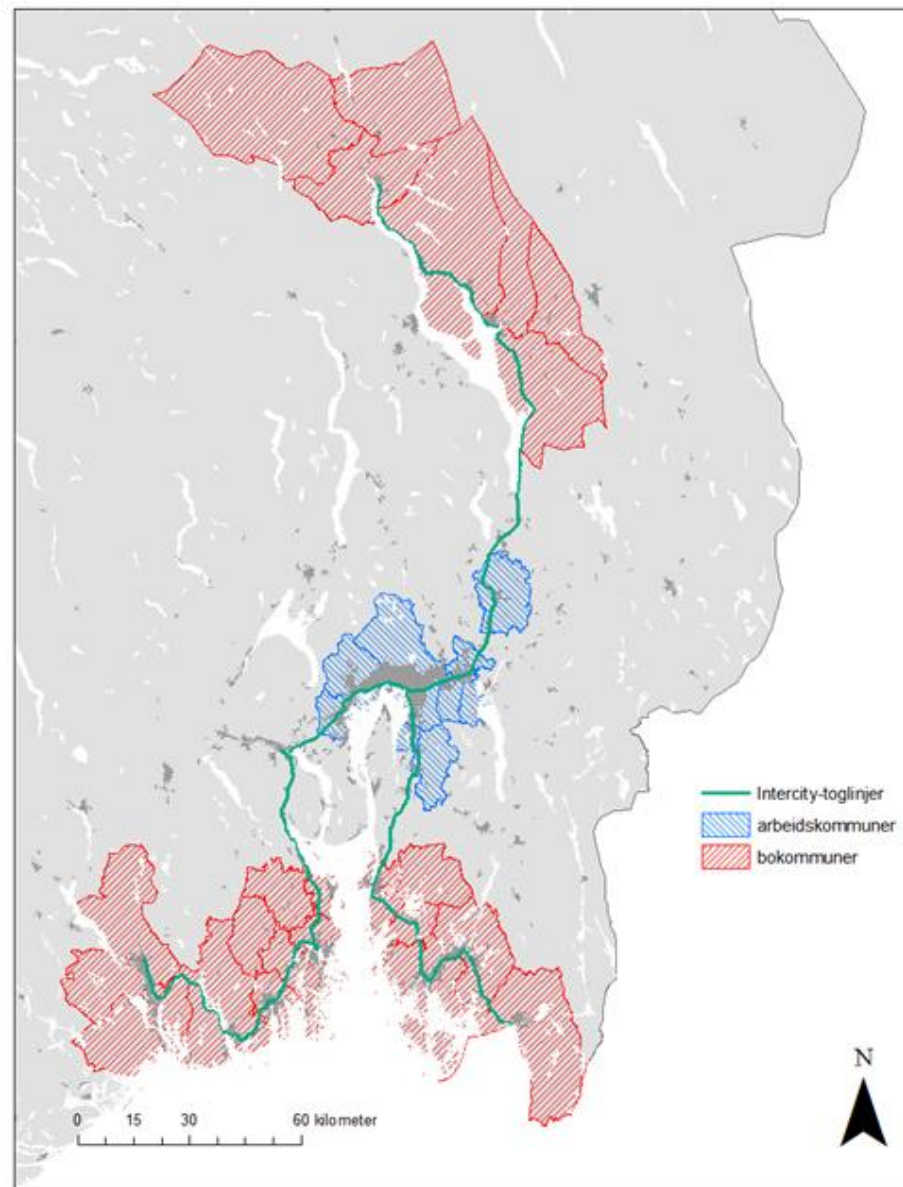 Intercity-toglinjer
arbeidskommuner
bokommuner
N
0 15 30 60 kilometer